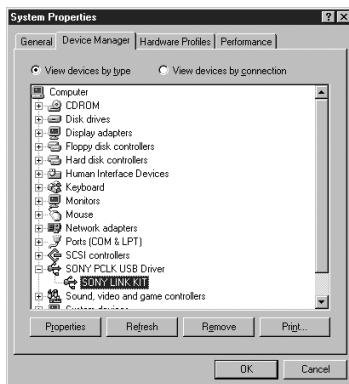 System Properties
General Device Manager Hardware Profiles Performance
View devices by type View devices by connection
Computer
CDROM
Disk drives
Display adapters
Floppy disk controllers
Hard disk controllers
Human Interface Devices
Keyboard
Monitors
Mouse
Network adapters
Ports (COM & LPT)
SCSI controllers
SONY PCLK USB Driver
SONY LINK KIT
Sound, video and game controllers
System devices
Properties Refresh Remove Print...
OK Cancel